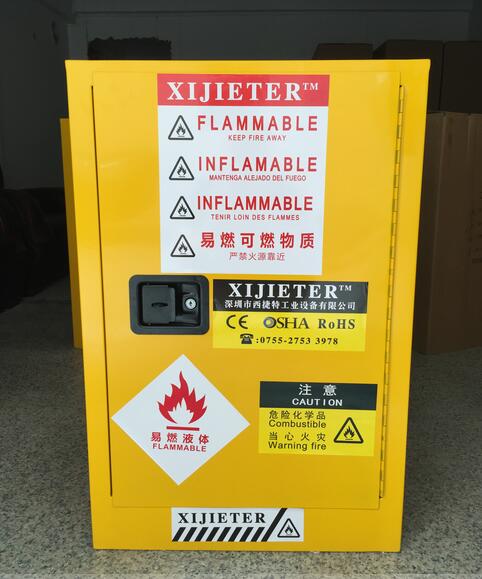 XIJIETER™
FLAMMABLE
KEEP FIRE AWAY
INFLAMABLE
MANTENGA ALEJADO DEL FUEGO
INFLAMMABLE
TENIR LOIN DES FLAMMES
易燃可燃物质
严禁火源靠近
XIJIETER™
深圳市西捷特工业设备有限公司
CE OSHA RoHS
☎:0755-2753 3978
易燃液体
FLAMMABLE
注意
CAUTION
危险化学品
Combustible
当心火灾
Warning fire
XIJIETER